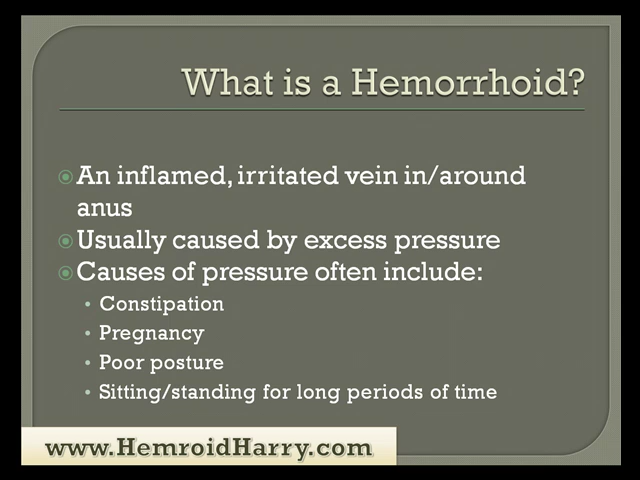 What is a Hemorrhoid?
An inflamed, irritated vein in/around
anus
Usually caused by excess pressure
Causes of pressure often include:
Constipation
Pregnancy
Poor posture
Sitting/standing for long periods of time
www.HemroidHarry.com